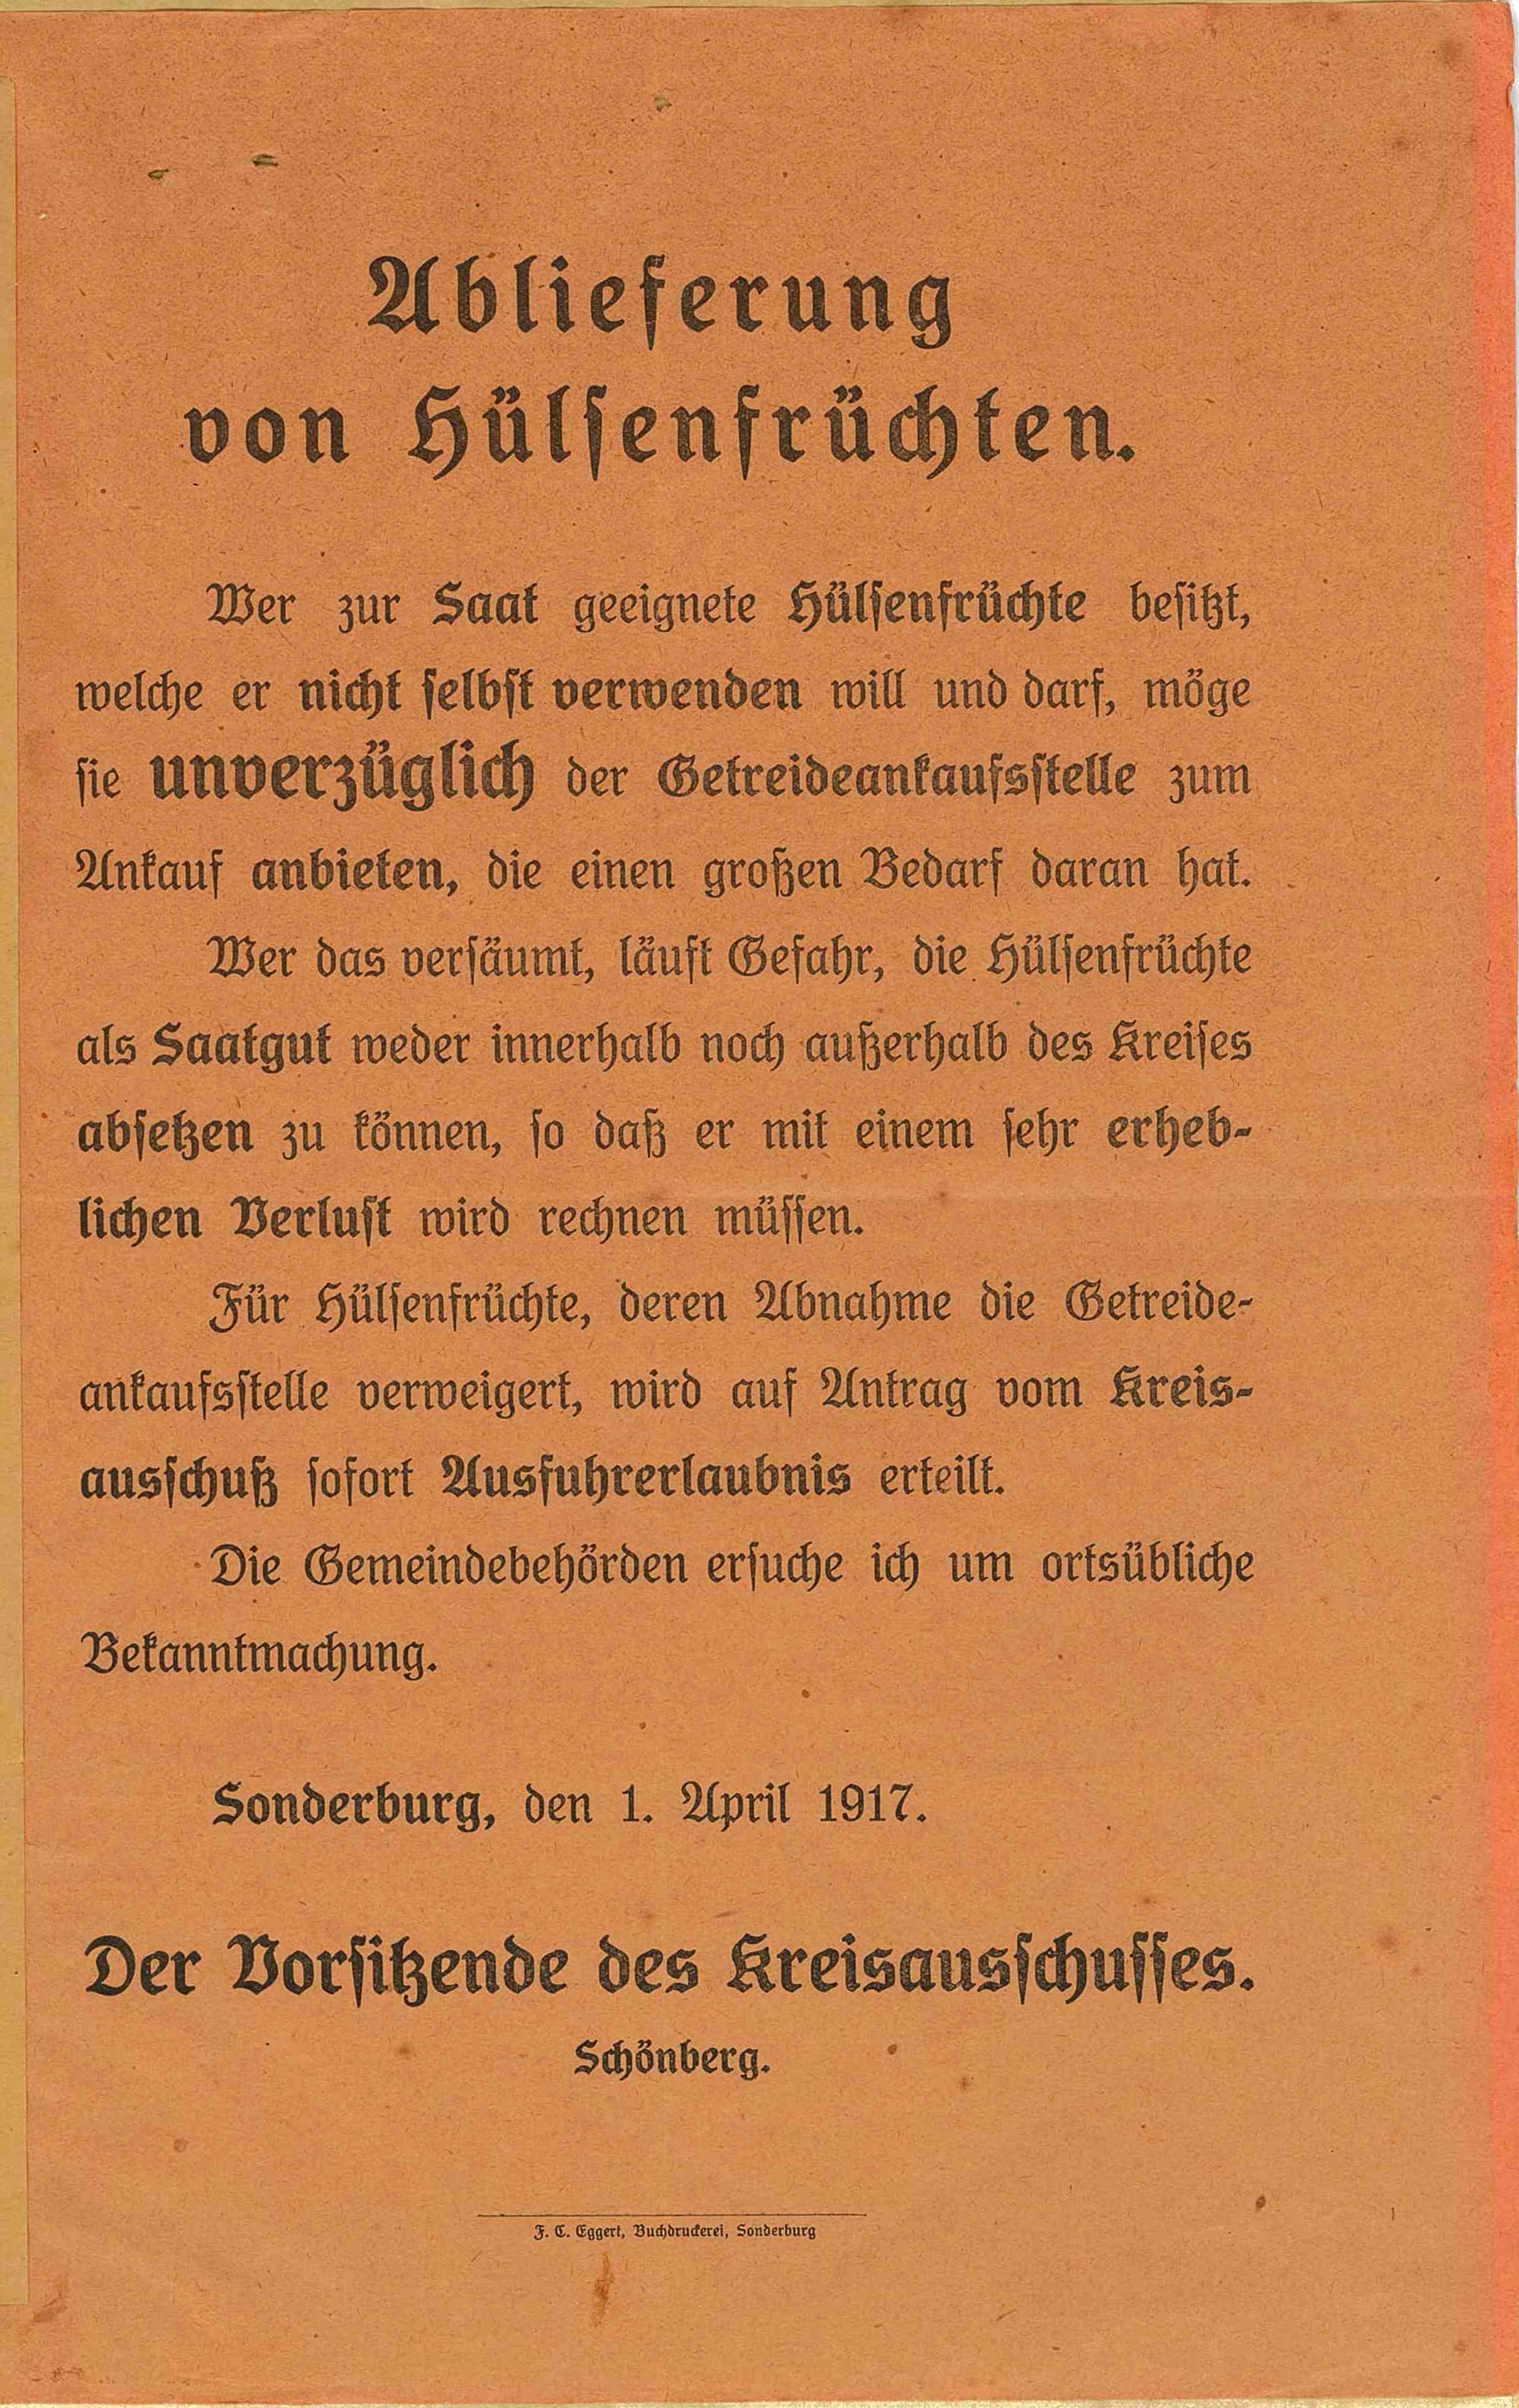 Ablieferung
von Hülsenfrüchten.
Wer zur Saat geeignete Hülsenfrüchte besitzt,
welche er nicht selbst verwenden will und darf, möge
sie unverzüglich der Getreideankaufsstelle zum
Ankauf anbieten, die einen großen Bedarf daran hat.
Wer das versäumt, läuft Gefahr, die Hülsenfrüchte
als Saatgut weder innerhalb noch außerhalb des Kreises
absetzen zu können, so daß er mit einem sehr erheb-
lichen Verlust wird rechnen müssen.
Für Hülsenfrüchte, deren Abnahme die Getreide-
ankaufsstelle verweigert, wird auf Antrag vom Kreis-
ausschuß sofort Ausfuhrerlaubnis erteilt.
Die Gemeindebehörden ersuche ich um ortsübliche
Bekanntmachung.
Sonderburg, den 1. April 1917.
Der Vorsitzende des Kreisausschusses.
Schönberg.
F. C. Eggert, Buchdruckerei, Sonderburg